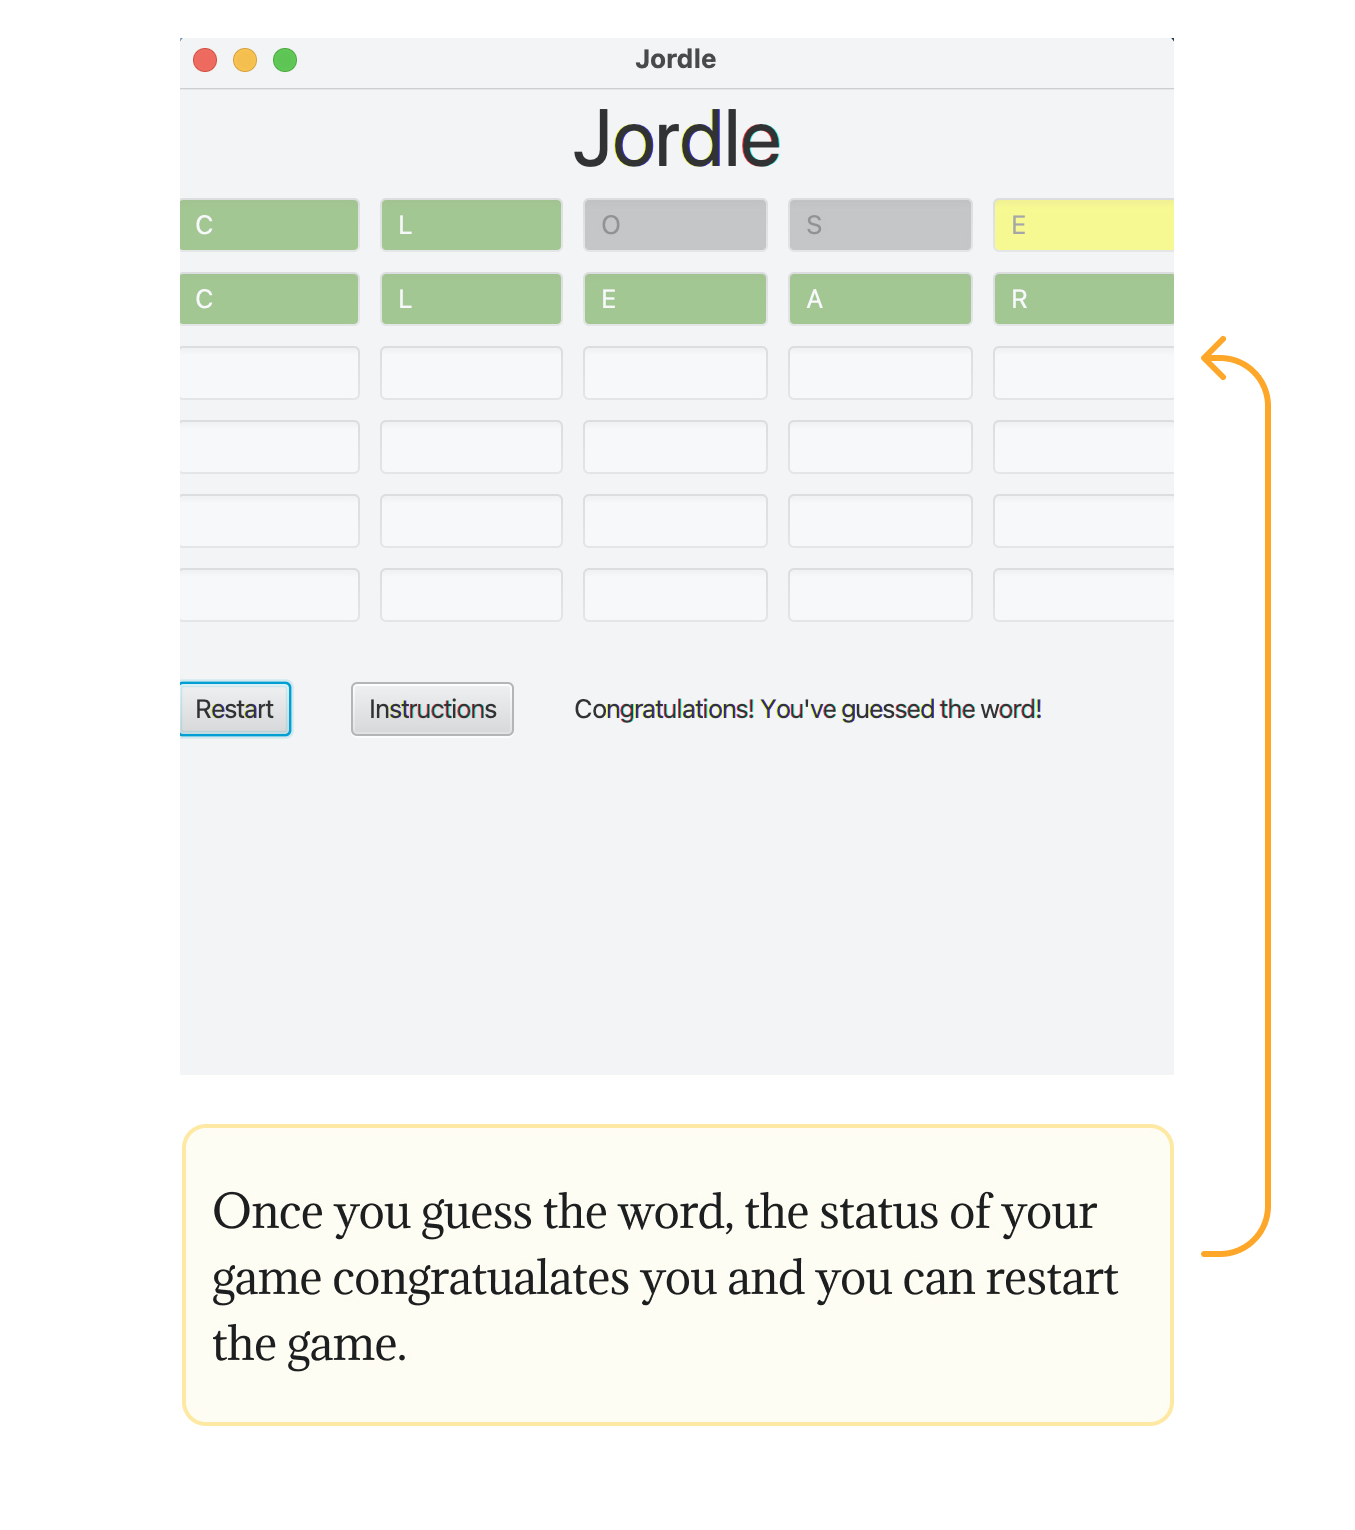 Jordle
Jordle
C L O S E
C L E A R
Restart Instructions Congratulations! You've guessed the word!
Once you guess the word, the status of your
game congratualates you and you can restart
the game.